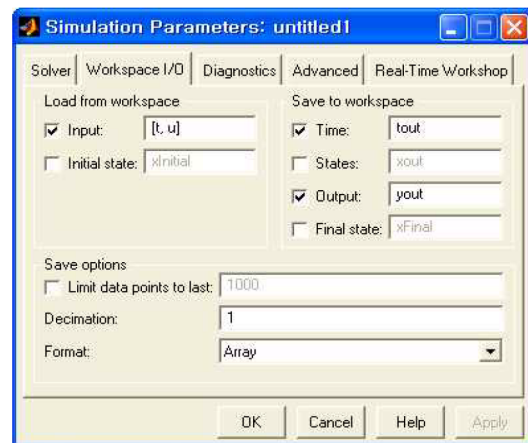 Simulation Parameters: untitled1
Solver Workspace I/O Diagnostics Advanced Real-Time Workshop
Load from workspace
Input: [t, u]
Initial state: xInitial
Save to workspace
Time: tout
States: xout
Output: yout
Final state: xFinal
Save options
Limit data points to last: 1000
Decimation: 1
Format: Array
OK Cancel Help Apply